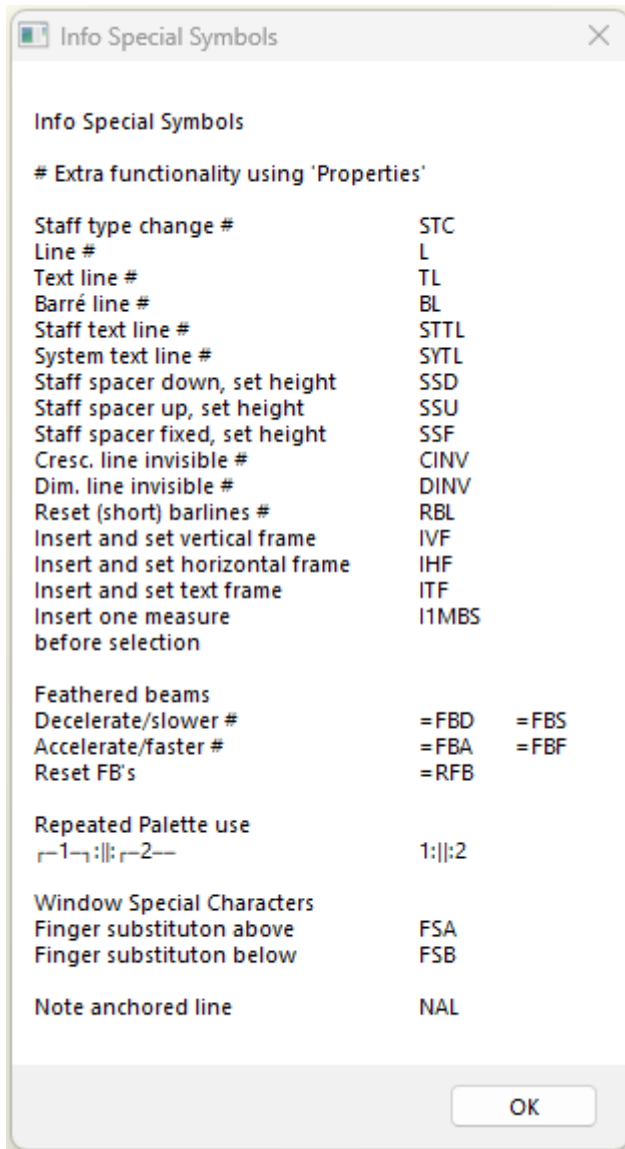 Info Special Symbols
Info Special Symbols
# Extra functionality using 'Properties'
Staff type change # STC
Line # L
Text line # TL
Barré line # BL
Staff text line # STTL
System text line # SYTL
Staff spacer down, set height SSD
Staff spacer up, set height SSU
Staff spacer fixed, set height SSF
Cresc. line invisible # CINV
Dim. line invisible # DINV
Reset (short) barlines # RBL
Insert and set vertical frame IVF
Insert and set horizontal frame IHF
Insert and set text frame ITF
Insert one measure I1MBS
before selection
Feathered beams
Decelerate/slower # =FBD =FBS
Accelerate/faster # =FBA =FBF
Reset FB's =RFB
Repeated Palette use
┌─1─┐:||:┌─2── 1:||:2
Window Special Characters
Finger substituton above FSA
Finger substituton below FSB
Note anchored line NAL
OK